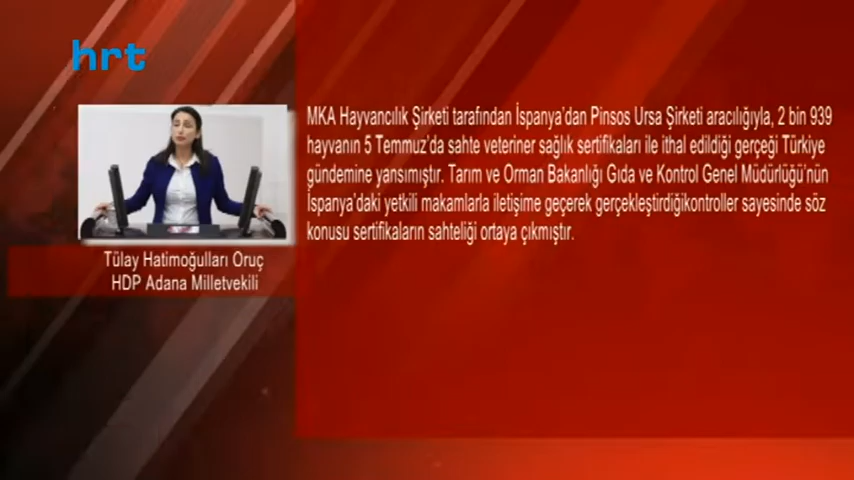 hrt
MKA Hayvancılık Şirketi tarafından İspanya'dan Pinsos Ursa Şirketi aracılığıyla, 2 bin 939
hayvanın 5 Temmuz'da sahte veteriner sağlık sertifikaları ile ithal edildiği gerçeği Türkiye
gündemine yansımıştır. Tarım ve Orman Bakanlığı Gıda ve Kontrol Genel Müdürlüğü'nün
İspanya'daki yetkili makamlarla iletişime geçerek gerçekleştirdiğikontroller sayesinde söz
konusu sertifikaların sahteliği ortaya çıkmıştır.
Tülay Hatimoğulları Oruç
HDP Adana Milletvekili